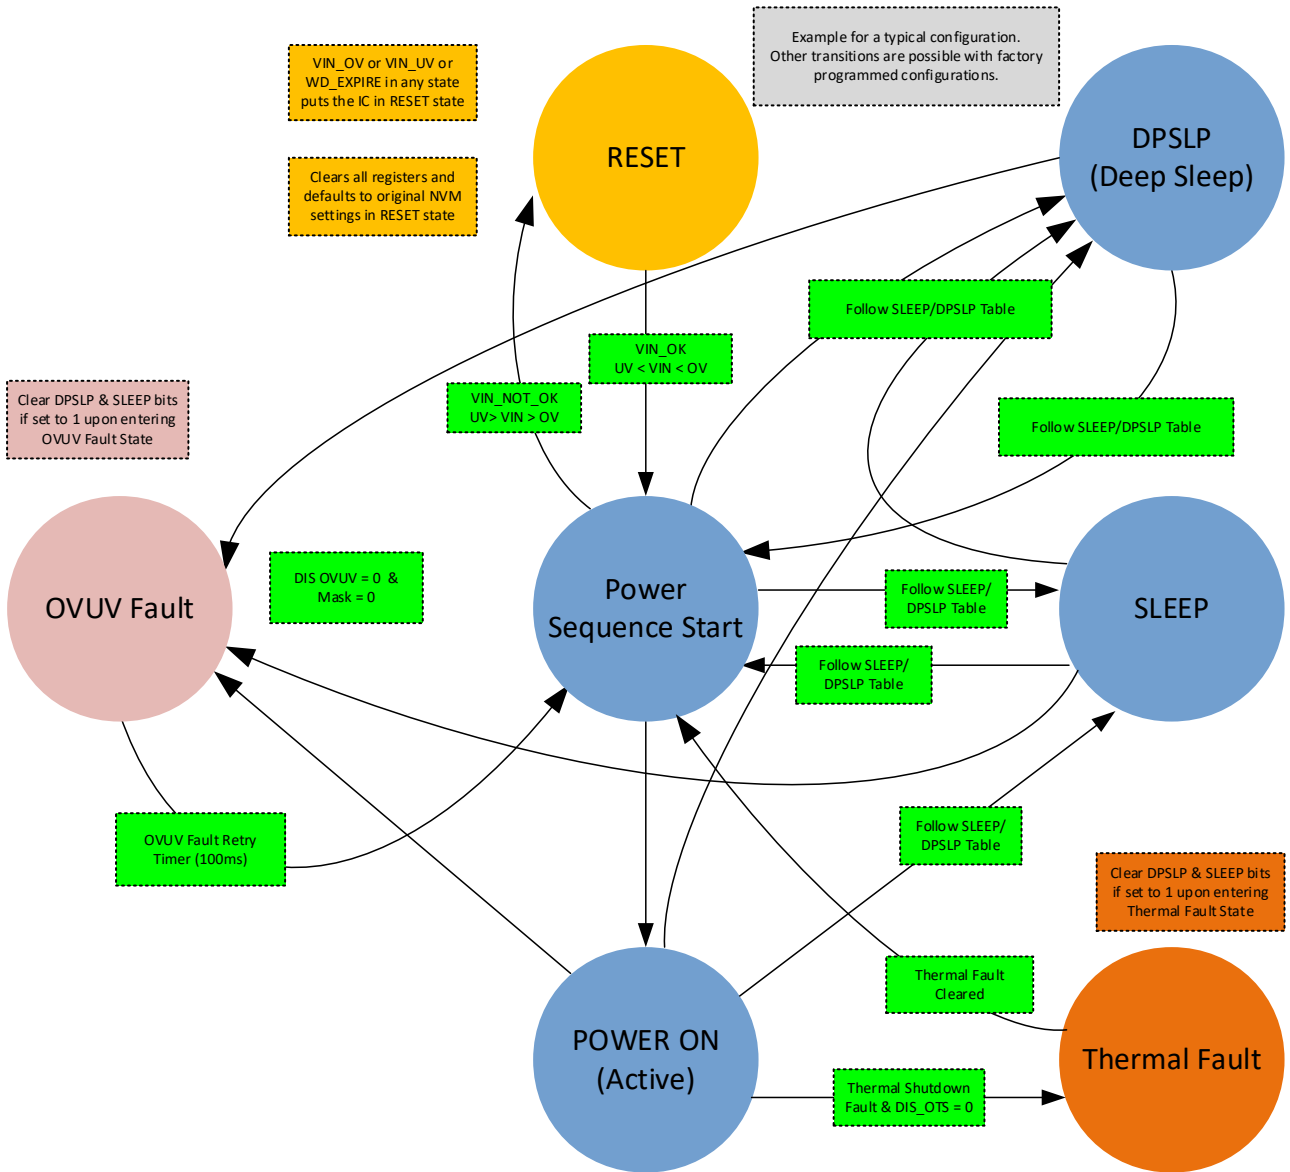 Example for a typical configuration.
Other transitions are possible with factory
programmed configurations.
VIN_OV or VIN_UV or
WD_EXPIRE in any state
puts the IC in RESET state
RESET
DPSLP
(Deep Sleep)
Clears all registers and
defaults to original NVM
settings in RESET state
Follow SLEEP/DPSLP Table
VIN_OK
UV < VIN < OV
VIN_NOT_OK
UV> VIN > OV
Clear DPSLP & SLEEP bits
if set to 1 upon entering
OVUV Fault State
Follow SLEEP/DPSLP Table
OVUV Fault
DIS OVUV = 0 &
Mask = 0
Power
Sequence Start
Follow SLEEP/
DPSLP Table
SLEEP
Follow SLEEP/
DPSLP Table
OVUV Fault Retry
Timer (100ms)
Follow SLEEP/
DPSLP Table
Clear DPSLP & SLEEP bits
if set to 1 upon entering
Thermal Fault State
Thermal Fault
Cleared
POWER ON
(Active)
Thermal Fault
Thermal Shutdown
Fault & DIS_OTS = 0